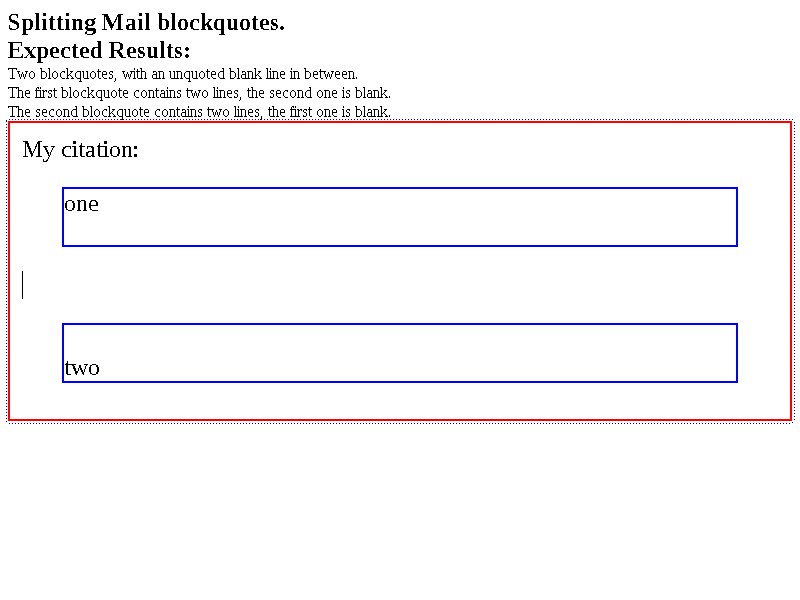 Splitting Mail blockquotes.
Expected Results:
Two blockquotes, with an unquoted blank line in between.
The first blockquote contains two lines, the second one is blank.
The second blockquote contains two lines, the first one is blank.
My citation:
one
two